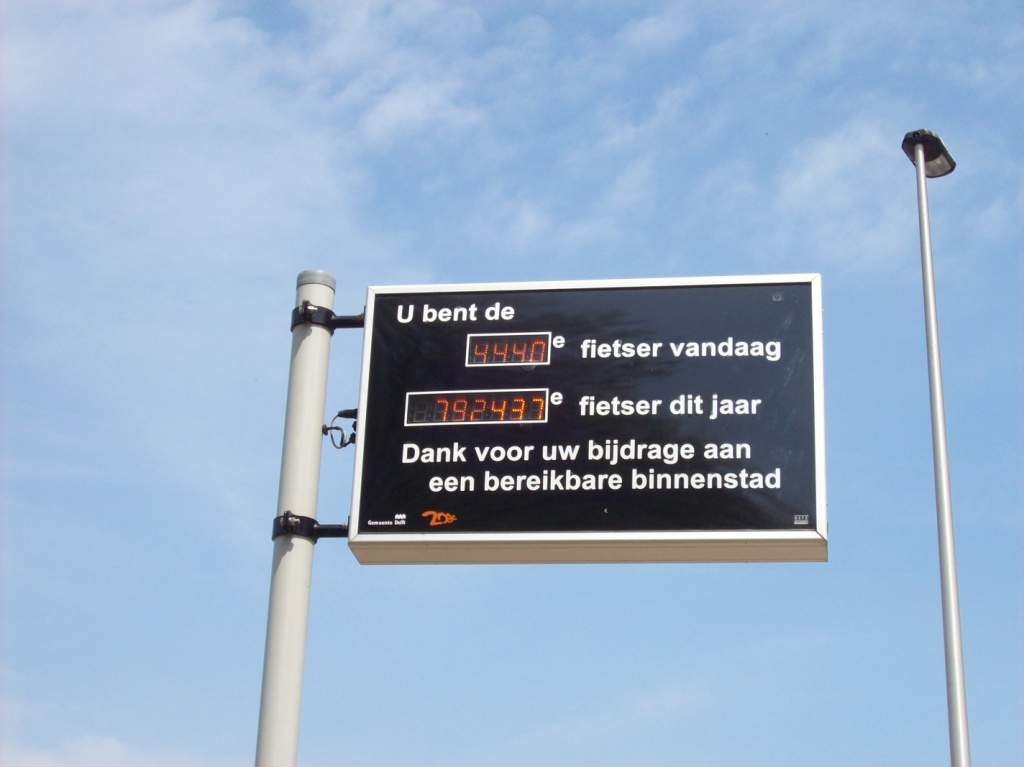 U bent de
4440e fietser vandaag
792437e fietser dit jaar
Dank voor uw bijdrage aan
een bereikbare binnenstad
Gemeente Delft